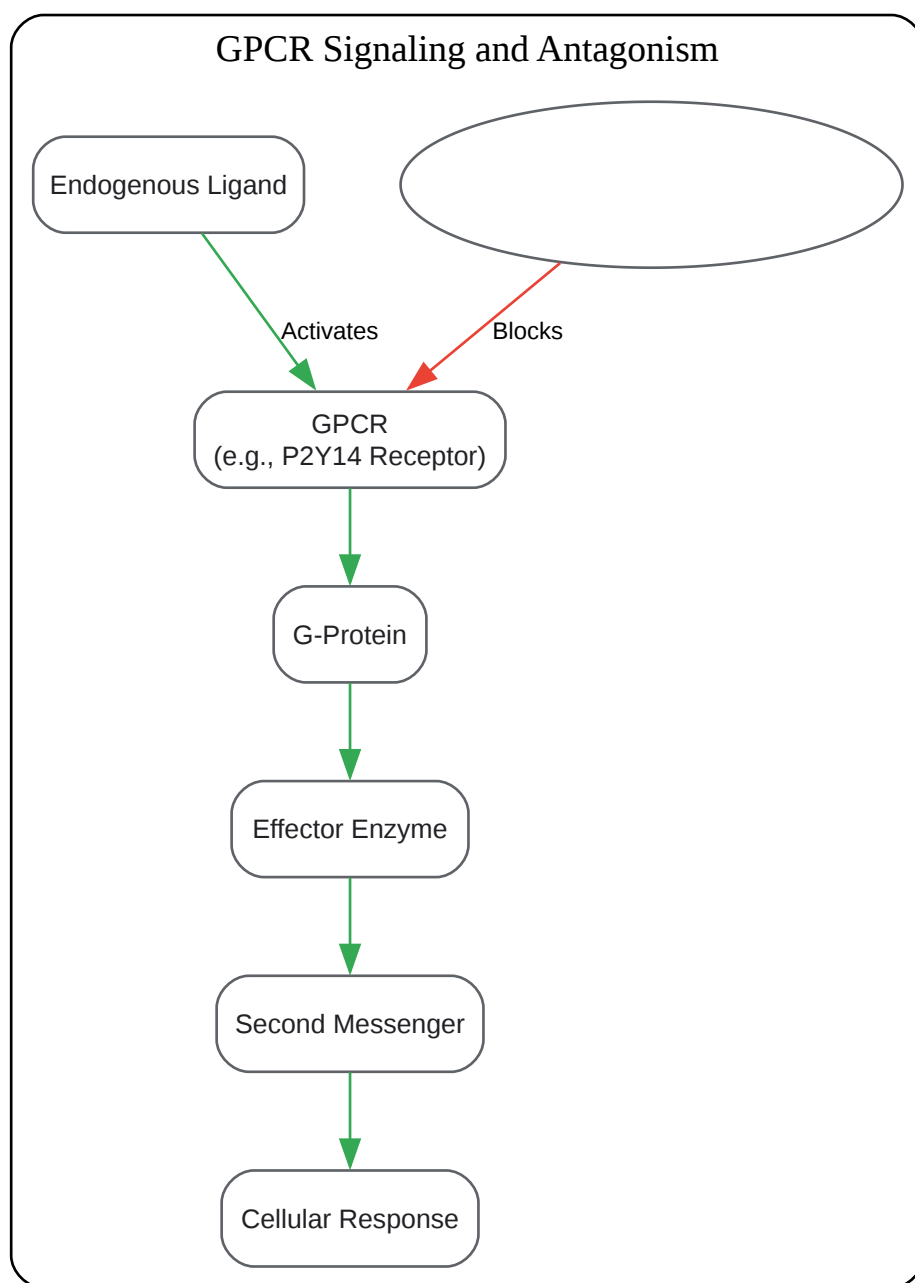 GPCR Signaling and Antagonism
Endogenous Ligand
Activates
Blocks
GPCR
(e.g., P2Y14 Receptor)
G-Protein
Effector Enzyme
Second Messenger
Cellular Response